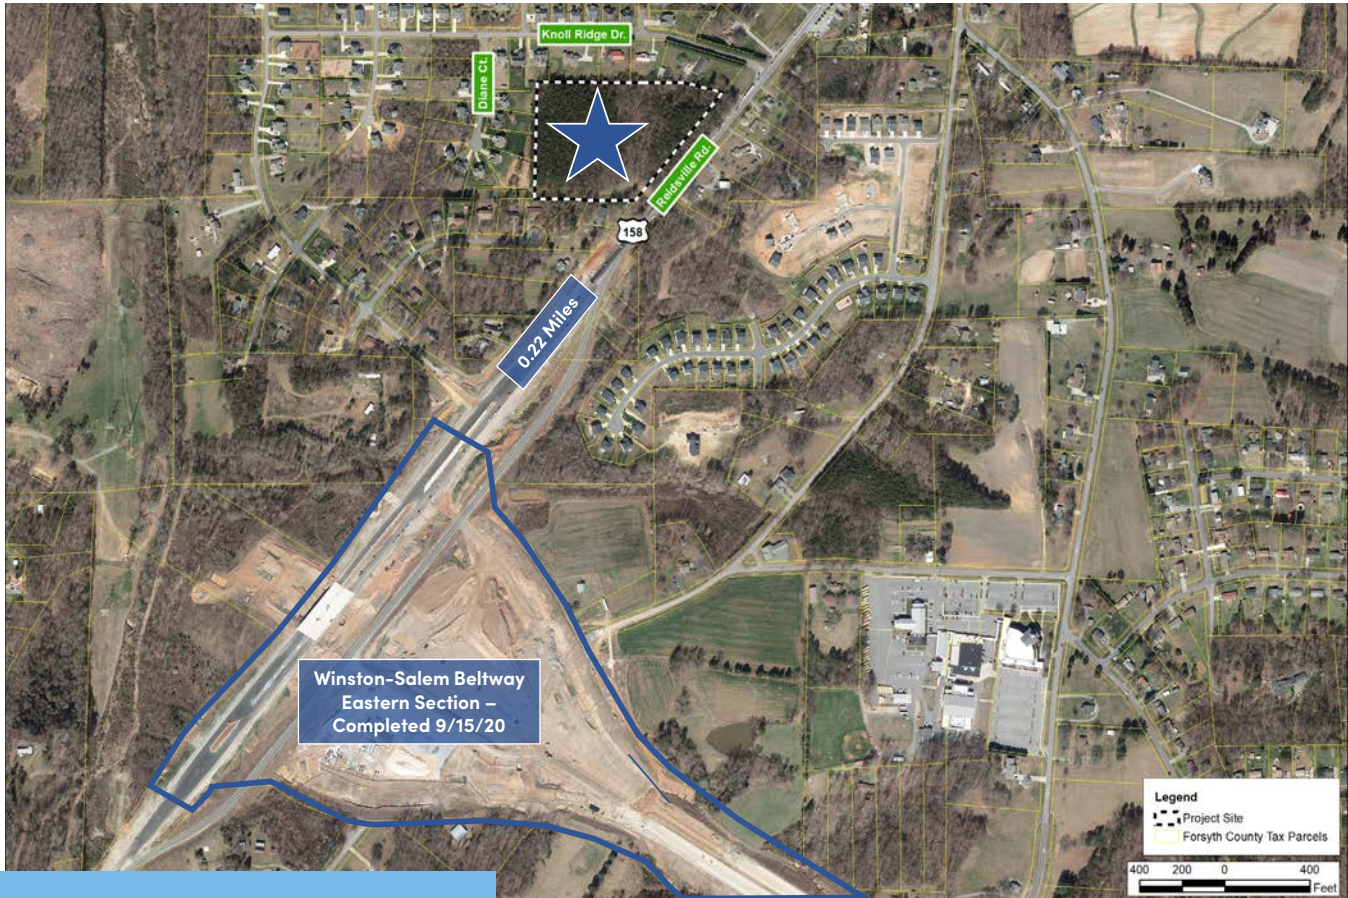 Knoll Ridge Dr.
Diane Ct.
Reidsville Rd.
158
0.22 Miles
Winston-Salem Beltway
Eastern Section –
Completed 9/15/20
Legend
Project Site
Forsyth County Tax Parcels
400 200 0 400
Feet